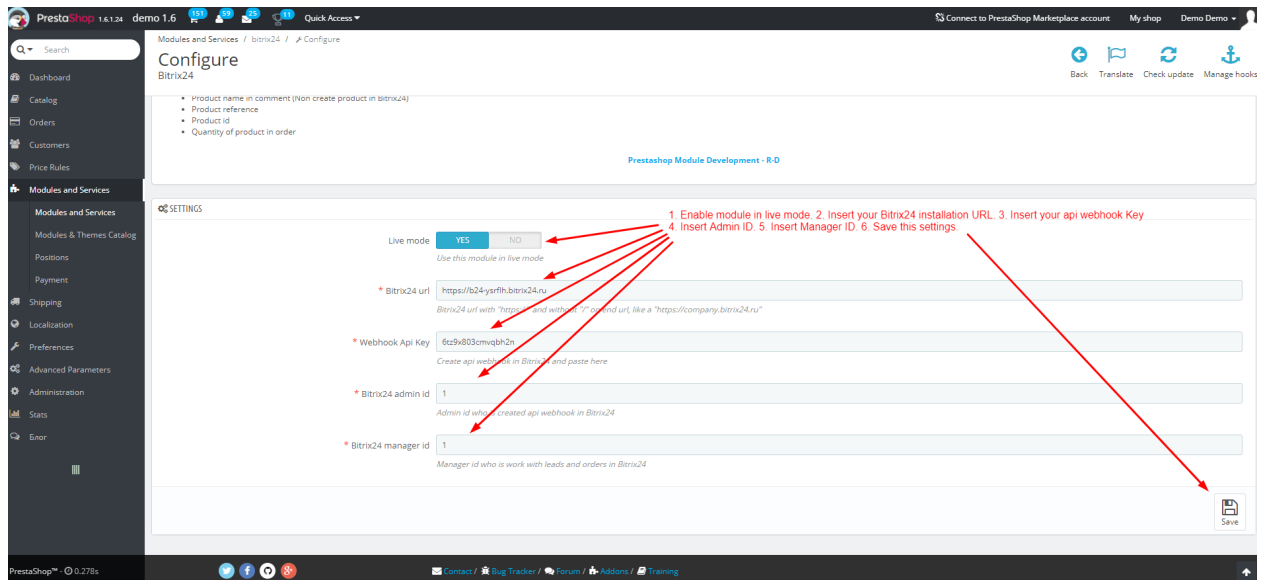 PrestaShop 1.6.1.24 demo 1.6 151 59 25 11 Quick Access Connect to PrestaShop Marketplace account My shop Demo Demo
Search
Dashboard
Catalog
Orders
Customers
Price Rules
Modules and Services
Modules and Services
Modules & Themes Catalog
Positions
Payment
Shipping
Localization
Preferences
Advanced Parameters
Administration
Stats
Блог
Modules and Services / bitrix24 / Configure
Configure
Bitrix24
Back Translate Check update Manage hooks
Product name in comment (Non create product in Bitrix24)
Product reference
Product id
Quantity of product in order
Prestashop Module Development - R-D
SETTINGS
1. Enable module in live mode. 2. Insert your Bitrix24 installation URL. 3. Insert your api webhook Key
4. Insert Admin ID. 5. Insert Manager ID. 6. Save this settings.
Live mode YES NO
Use this module in live mode
* Bitrix24 url https://b24-ysrflh.bitrix24.ru
Bitrix24 url with "https://" and without "/" on end url, like a "https://company.bitrix24.ru"
* Webhook Api Key 6tz9x803cmvqbh2n
Create api webhook in Bitrix24 and paste here
* Bitrix24 admin id 1
Admin id who is created api webhook in Bitrix24
* Bitrix24 manager id 1
Manager id who is work with leads and orders in Bitrix24
Save
PrestaShop™ - 0.278s
Contact / Bug Tracker / Forum / Addons / Training